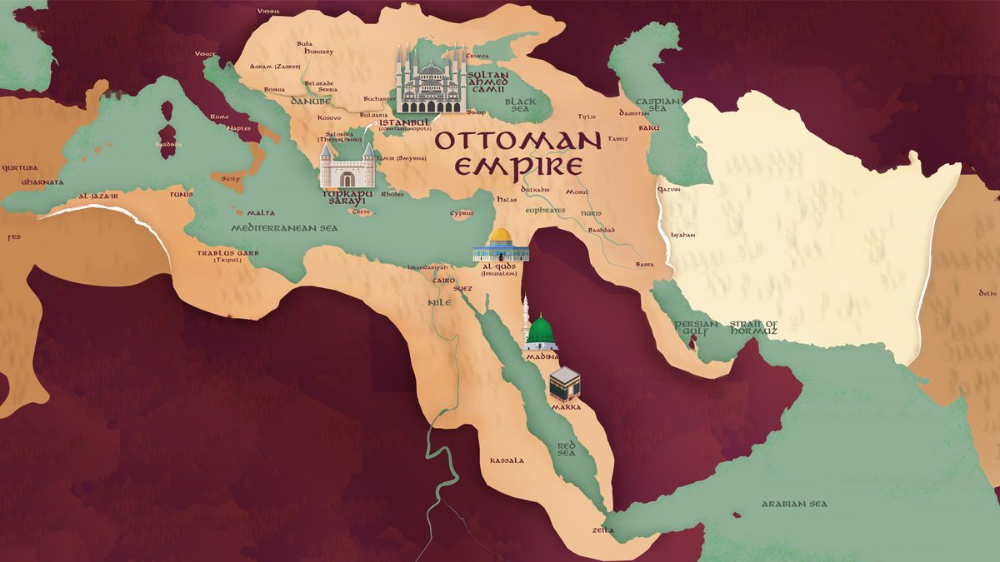 Vienna
Buda
Hungary
Venice
Agram (Zagreb)
Crimea
Sultan
Ahmed
Camii
Bosnia
Belgrade
Serbia
Danube
Bucharest
Black
Sea
Caspian
Sea
Rome
Naples
Kosovo
Bulgaria
Istanbul
(Constantinople)
Sinop
Tiflis
Dagestan
Baku
Sardinia
Salonica
(Thessaloniki)
Ottoman
Empire
Tabriz
Qurtuba
Gharnata
Sicily
Izmir (Smyrna)
Al-Jaza-ir
Tunis
Topkapu
Sarayi
Rhodes
Halab
Dulkadir
Mosul
Qazvin
Malta
Crete
Cyprus
Euphrates
Tigris
Fes
Mediterranean Sea
Baghdad
Isfahan
Trablus Garb
(Tripol)
Iskandariyah
Al-Quds
(Jerusalem)
Basra
Cairo
Suez
Nile
Delhi
Persian
Gulf
Strait of
Hormuz
Madina
Makka
Red
Sea
Kassala
Arabian Sea
Zeila